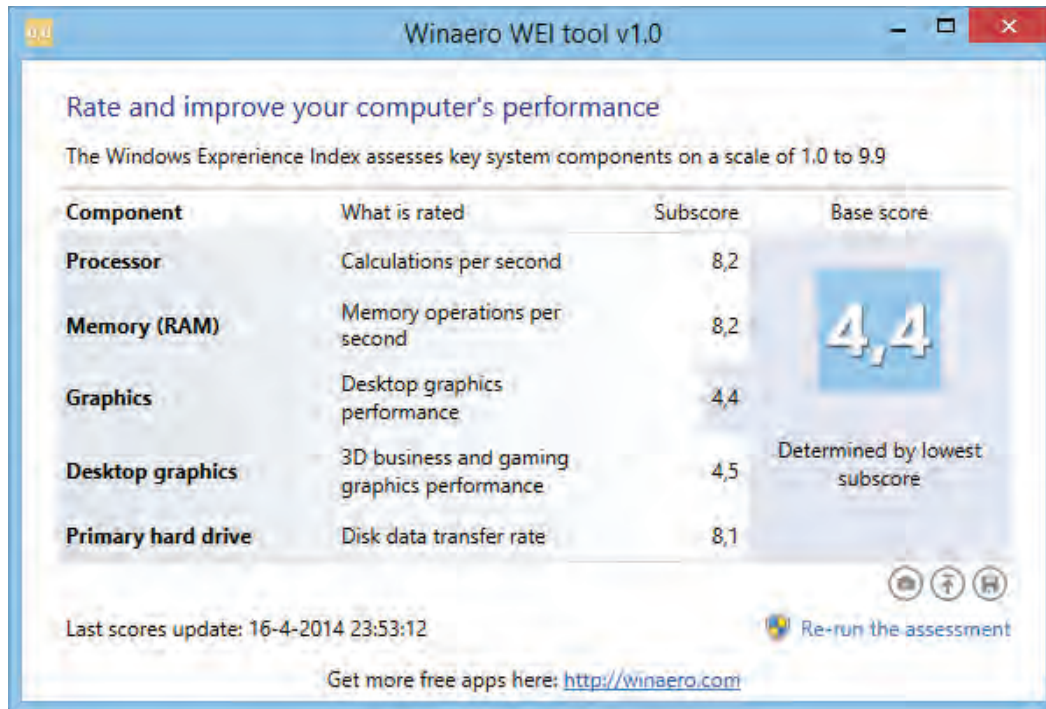 Winaero WEI tool v1.0
Rate and improve your computer's performance
The Windows Exprerience Index assesses key system components on a scale of 1.0 to 9.9
Component What is rated Subscore Base score
Processor Calculations per second 8,2
Memory (RAM) Memory operations per second 8,2
4,4
Graphics Desktop graphics performance 4,4
Desktop graphics 3D business and gaming graphics performance 4,5
Determined by lowest subscore
Primary hard drive Disk data transfer rate 8,1
Last scores update: 16-4-2014 23:53:12 Re-run the assessment
Get more free apps here: http://winaero.com